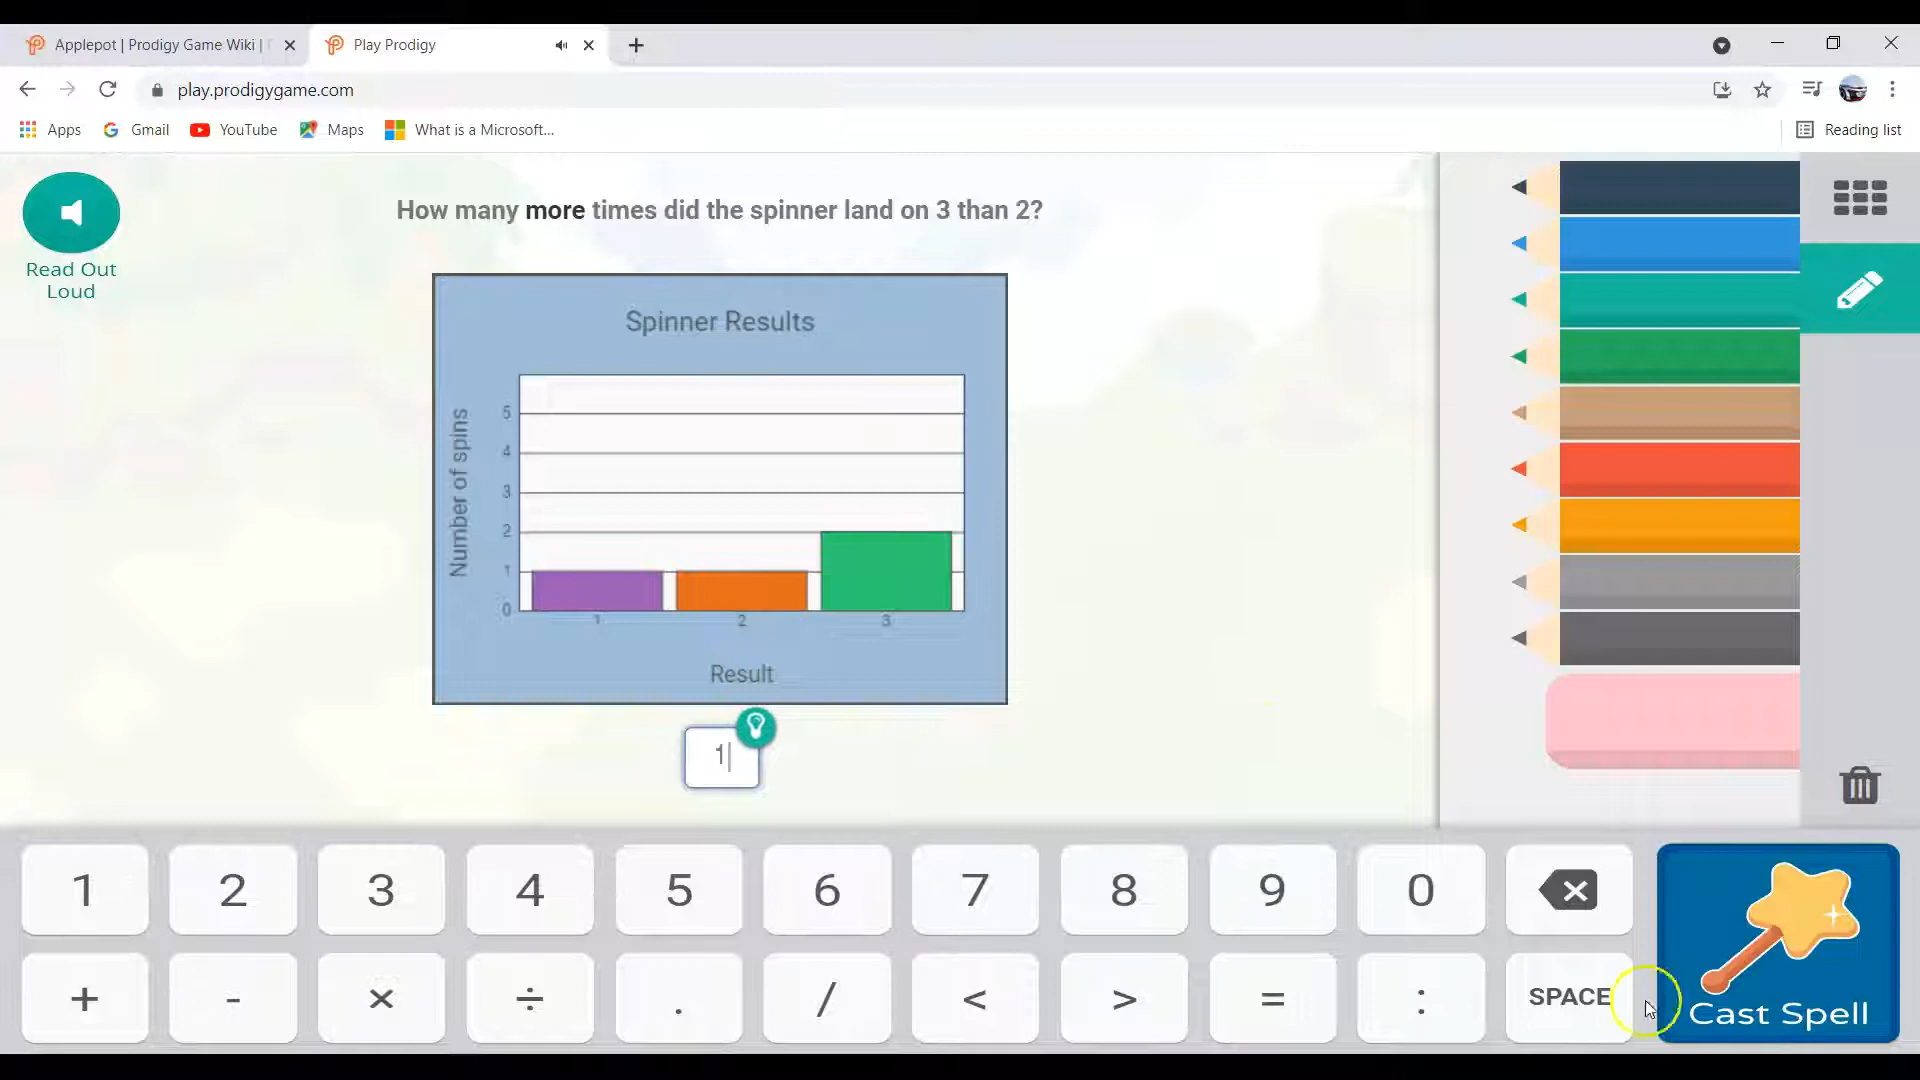 Applepot | Prodigy Game Wiki |
Play Prodigy
play.prodigygame.com
Apps
Gmail
YouTube
Maps
What is a Microsoft...
Reading list
Read Out
Loud
How many more times did the spinner land on 3 than 2?
Spinner Results
Number of spins
5
4
3
2
1
0
1 2 3
Result
1
1 2 3 4 5 6 7 8 9 0
+ - × ÷ . / < > = : SPACE
Cast Spell